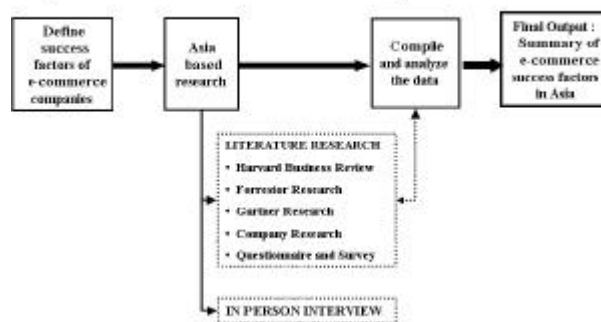 Define
success
factors of
e-commerce
companies
Asia
based
research
Compile
and analyze
the data
Final Output :
Summary of
e-commerce
success factors
in Asia
LITERATURE RESEARCH
• Harvard Business Review
• Forrestor Research
• Gartner Research
• Company Research
• Questionnaire and Survey
IN PERSON INTERVIEW